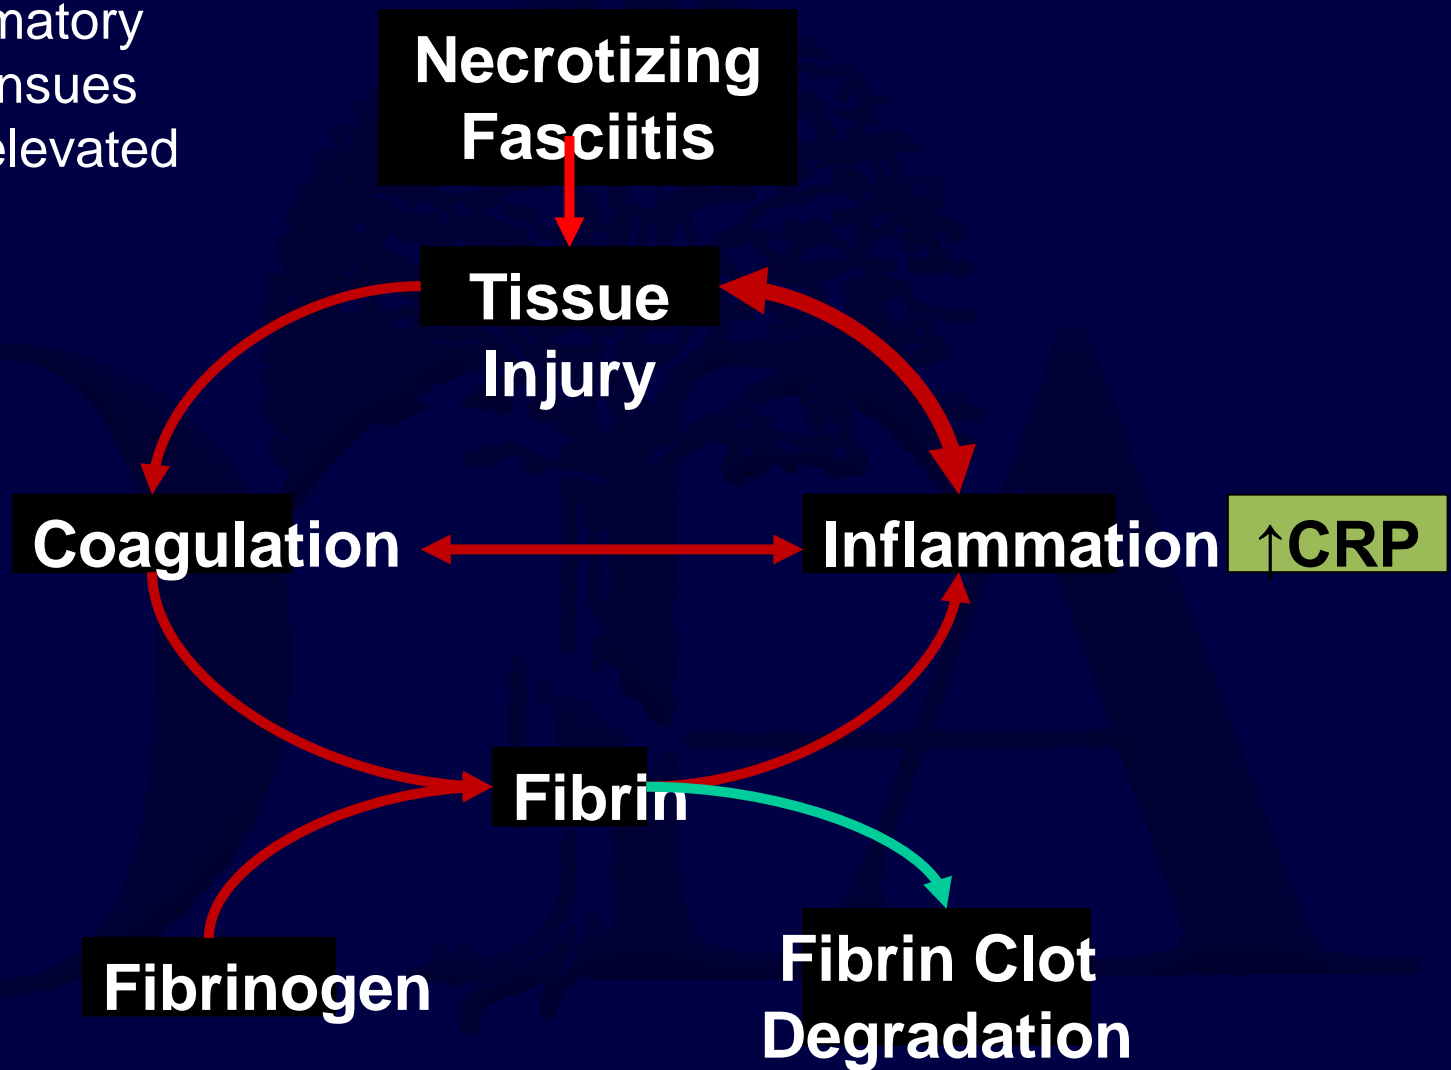 matory
nsues
elevated
Necrotizing
Fasciitis
Tissue
Injury
Coagulation
Inflammation
↑CRP
Fibrin
Fibrinogen
Fibrin Clot
Degradation